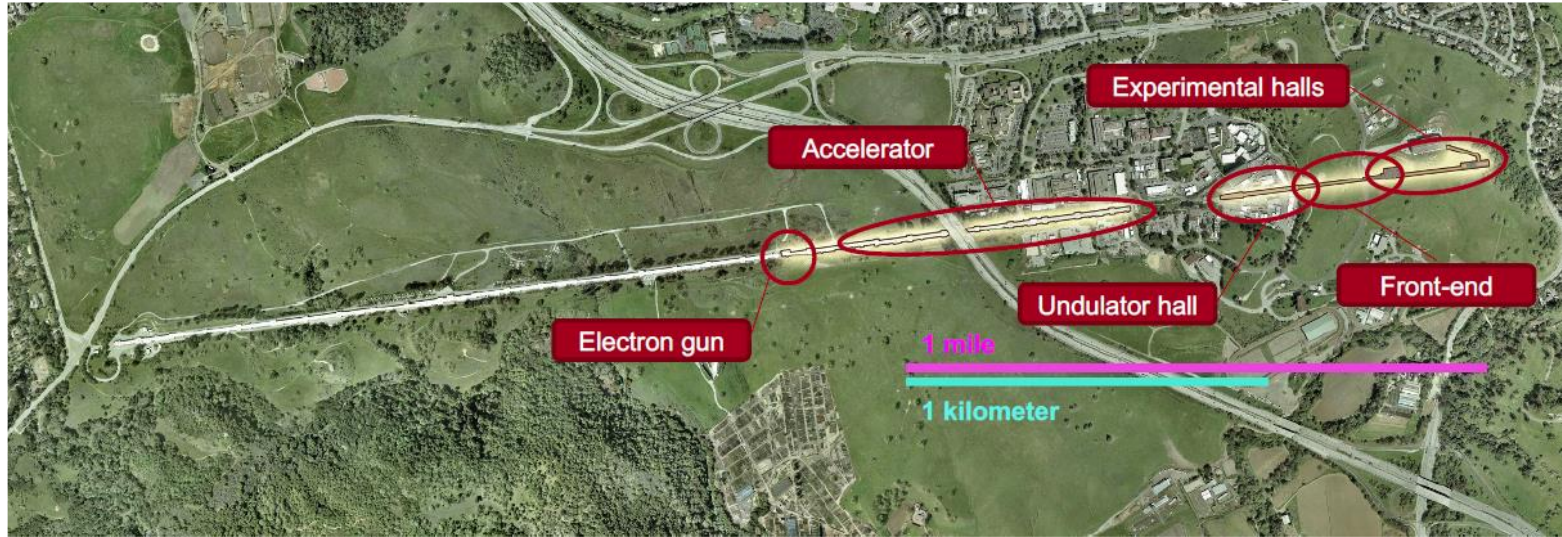 Experimental halls
Accelerator
Front-end
Undulator hall
Electron gun
1 mile
1 kilometer